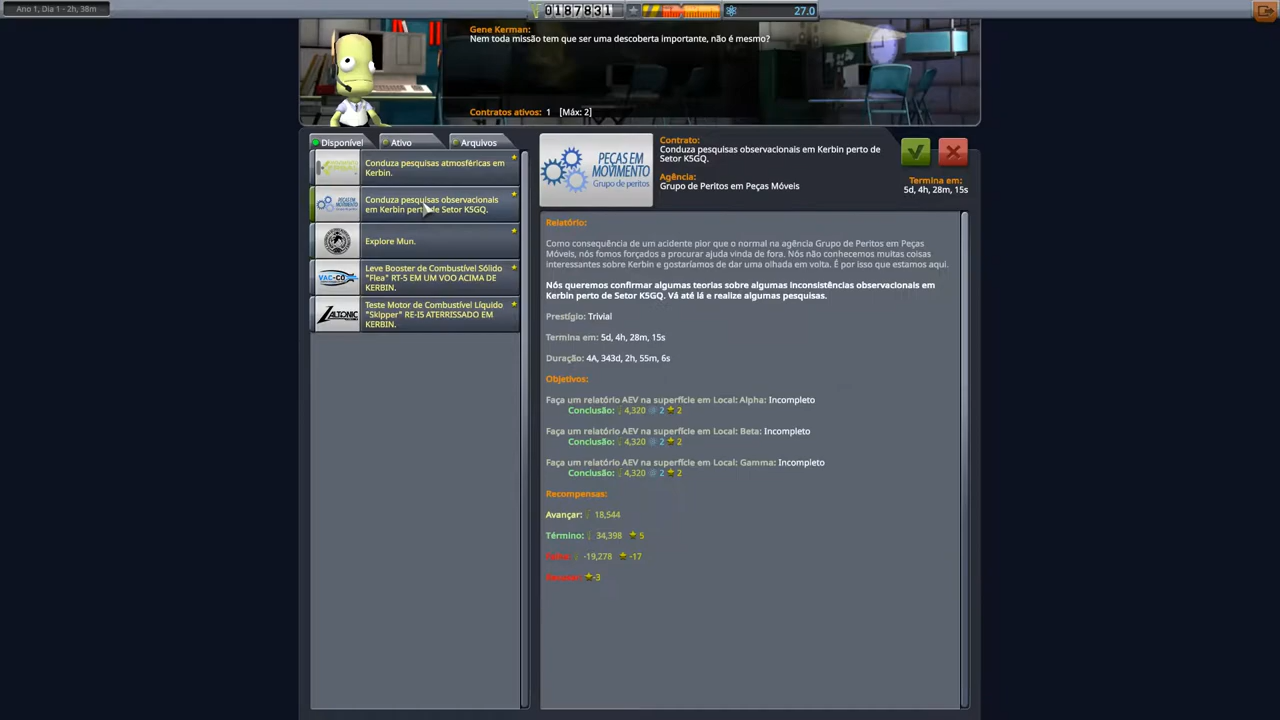 Ano 1, Dia 1 - 2h, 38m
0187831
27.0
Gene Kerman:
Nem toda missão tem que ser uma descoberta importante, não é mesmo?
Contratos ativos: 1 [Máx: 2]
Disponível
Ativo
Arquivos
Conduza pesquisas atmosféricas em
Kerbin.
Conduza pesquisas observacionais
em Kerbin perto de Setor K5GQ.
Explore Mun.
VAC-CO
Leve Booster de Combustível Sólido
"Flea" RT-5 EM UM VOO ACIMA DE
KERBIN.
Teste Motor de Combustível Líquido
"Skipper" RE-I5 ATERRISSADO EM
KERBIN.
PEÇAS EM
MOVIMENTO
Grupo de peritos
Contrato:
Conduza pesquisas observacionais em Kerbin perto de
Setor K5GQ.
Agência:
Grupo de Peritos em Peças Móveis
Termina em:
5d, 4h, 28m, 15s
Relatório:
Como consequência de um acidente pior que o normal na agência Grupo de Peritos em Peças
Móveis, nós fomos forçados a procurar ajuda vinda de fora. Nós não conhecemos muitas coisas
interessantes sobre Kerbin e gostaríamos de dar uma olhada em volta. É por isso que estamos aqui.
Nós queremos confirmar algumas teorias sobre algumas inconsistências observacionais em
Kerbin perto de Setor K5GQ. Vá até lá e realize algumas pesquisas.
Prestígio: Trivial
Termina em: 5d, 4h, 28m, 15s
Duração: 4A, 343d, 2h, 55m, 6s
Objetivos:
Faça um relatório AEV na superfície em Local: Alpha: Incompleto
Conclusão: 4,320 2 2
Faça um relatório AEV na superfície em Local: Beta: Incompleto
Conclusão: 4,320 2 2
Faça um relatório AEV na superfície em Local: Gamma: Incompleto
Conclusão: 4,320 2 2
Recompensas:
Avançar: 18,544
Término: 34,398 5
-19,278 -17
-3